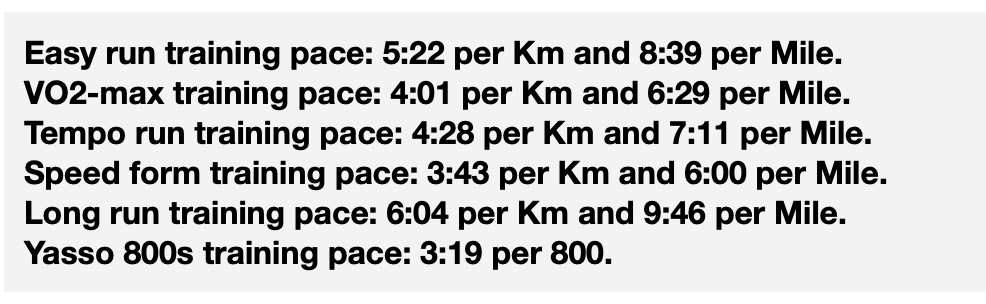 Easy run training pace: 5:22 per Km and 8:39 per Mile.
VO2-max training pace: 4:01 per Km and 6:29 per Mile.
Tempo run training pace: 4:28 per Km and 7:11 per Mile.
Speed form training pace: 3:43 per Km and 6:00 per Mile.
Long run training pace: 6:04 per Km and 9:46 per Mile.
Yasso 800s training pace: 3:19 per 800.